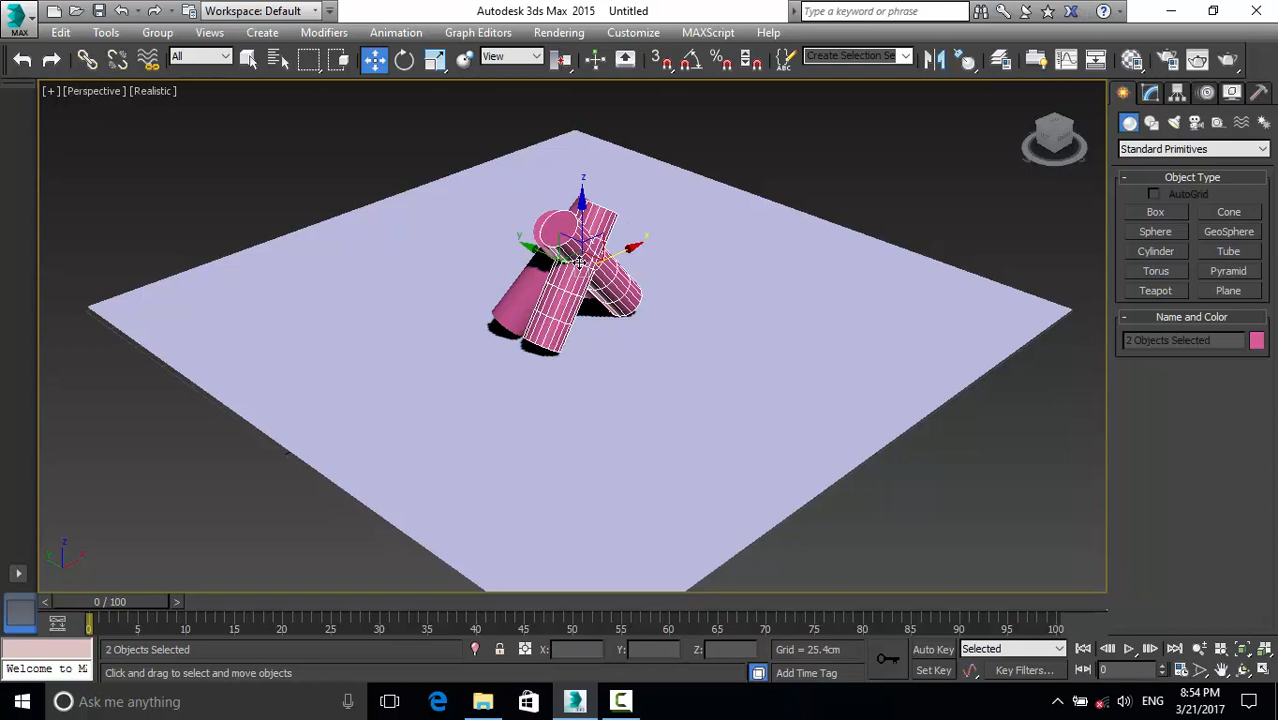 Workspace: Default
Autodesk 3ds Max 2015 Untitled
Type a keyword or phrase
MAX
Edit Tools Group Views Create Modifiers Animation Graph Editors Rendering Customize MAXScript Help
All
View
3
3
%
Create Selection Se
[+] [Perspective] [Realistic]
Standard Primitives
- Object Type
AutoGrid
Box Cone
Sphere GeoSphere
Cylinder Tube
Torus Pyramid
Teapot Plane
- Name and Color
2 Objects Selected
z
y
x
z
y
x
< 0 / 100 >
0 5 10 15 20 25 30 35 40 45 50 55 60 65 70 75 80 85 90 95 100
2 Objects Selected
X: Y: Z:
Grid = 25.4cm
Auto Key
Selected
Welcome to M
Click and drag to select and move objects
Add Time Tag
Set Key
Key Filters...
0
Ask me anything
MAX
ENG
8:54 PM
3/21/2017